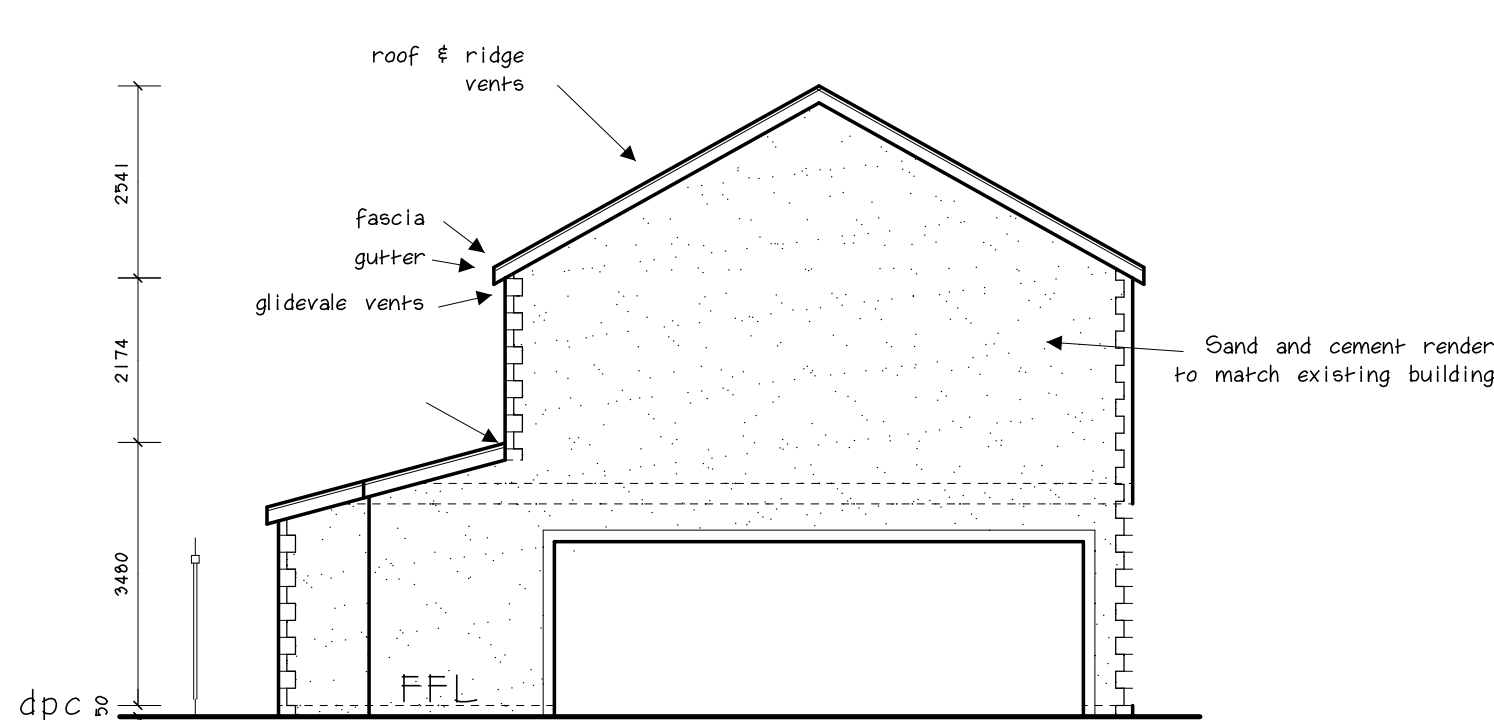 roof & ridge
vents
2541
fascia
gutter
glidevale vents
2174
Sand and cement render
to match existing building
3480
FFL
dpc
50